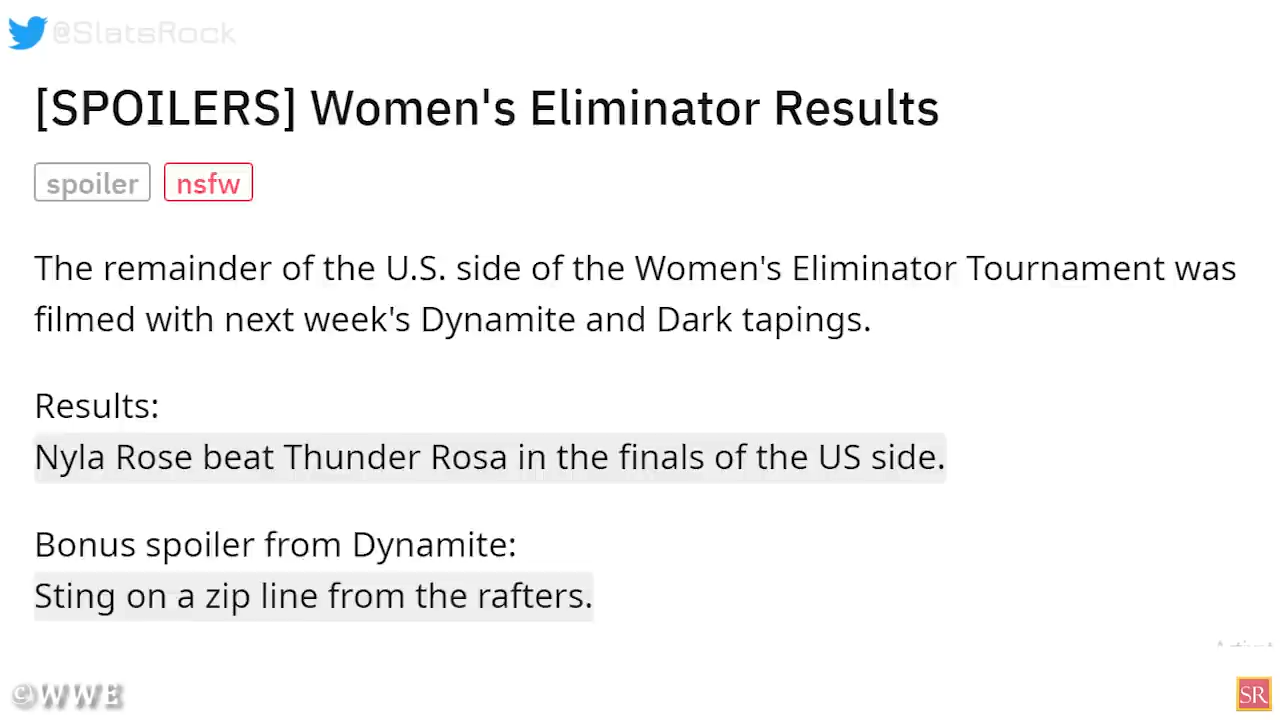 @SlatsRock
[SPOILERS] Women's Eliminator Results
spoiler nsfw
The remainder of the U.S. side of the Women's Eliminator Tournament was
filmed with next week's Dynamite and Dark tapings.
Results:
Nyla Rose beat Thunder Rosa in the finals of the US side.
Bonus spoiler from Dynamite:
Sting on a zip line from the rafters.
©WWE
SR